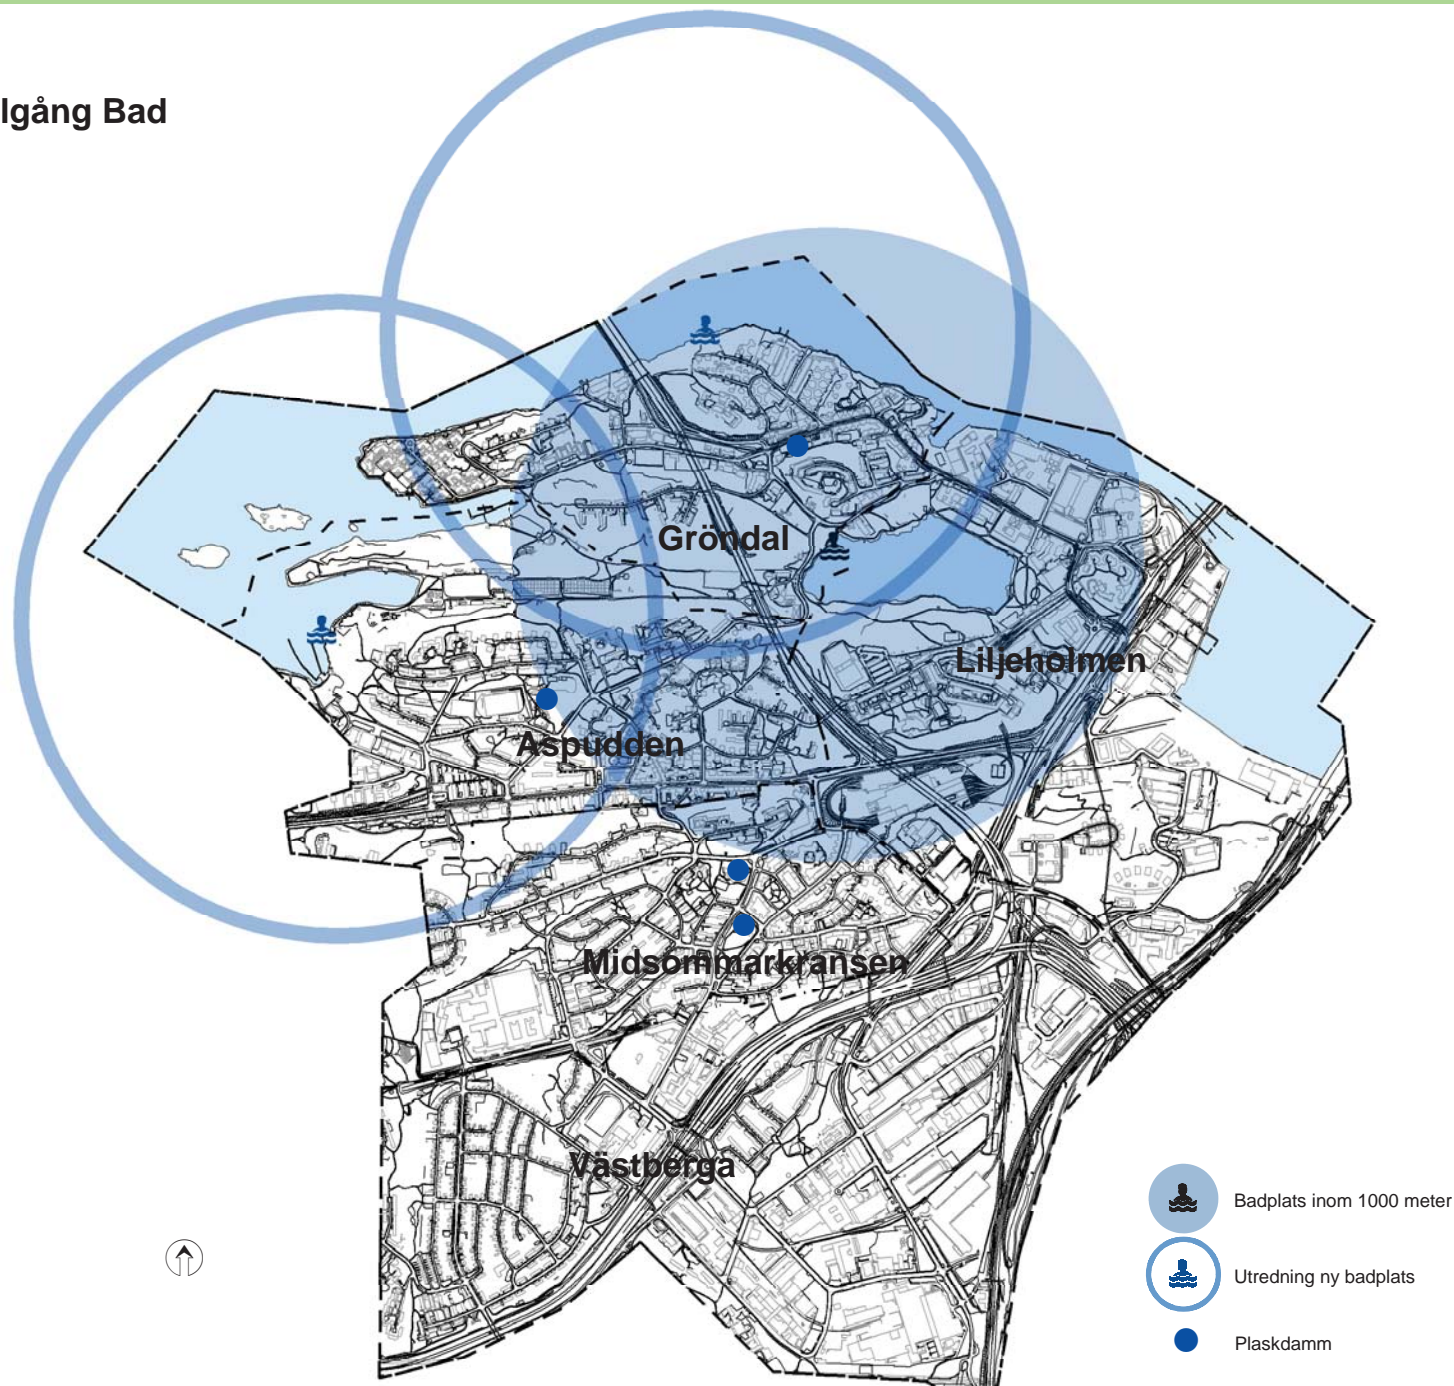 lgång Bad
Gröndal
Liljeholmen
Aspudden
Midsommarkransen
Västberga
Badplats inom 1000 meter
Utredning ny badplats
Plaskdamm